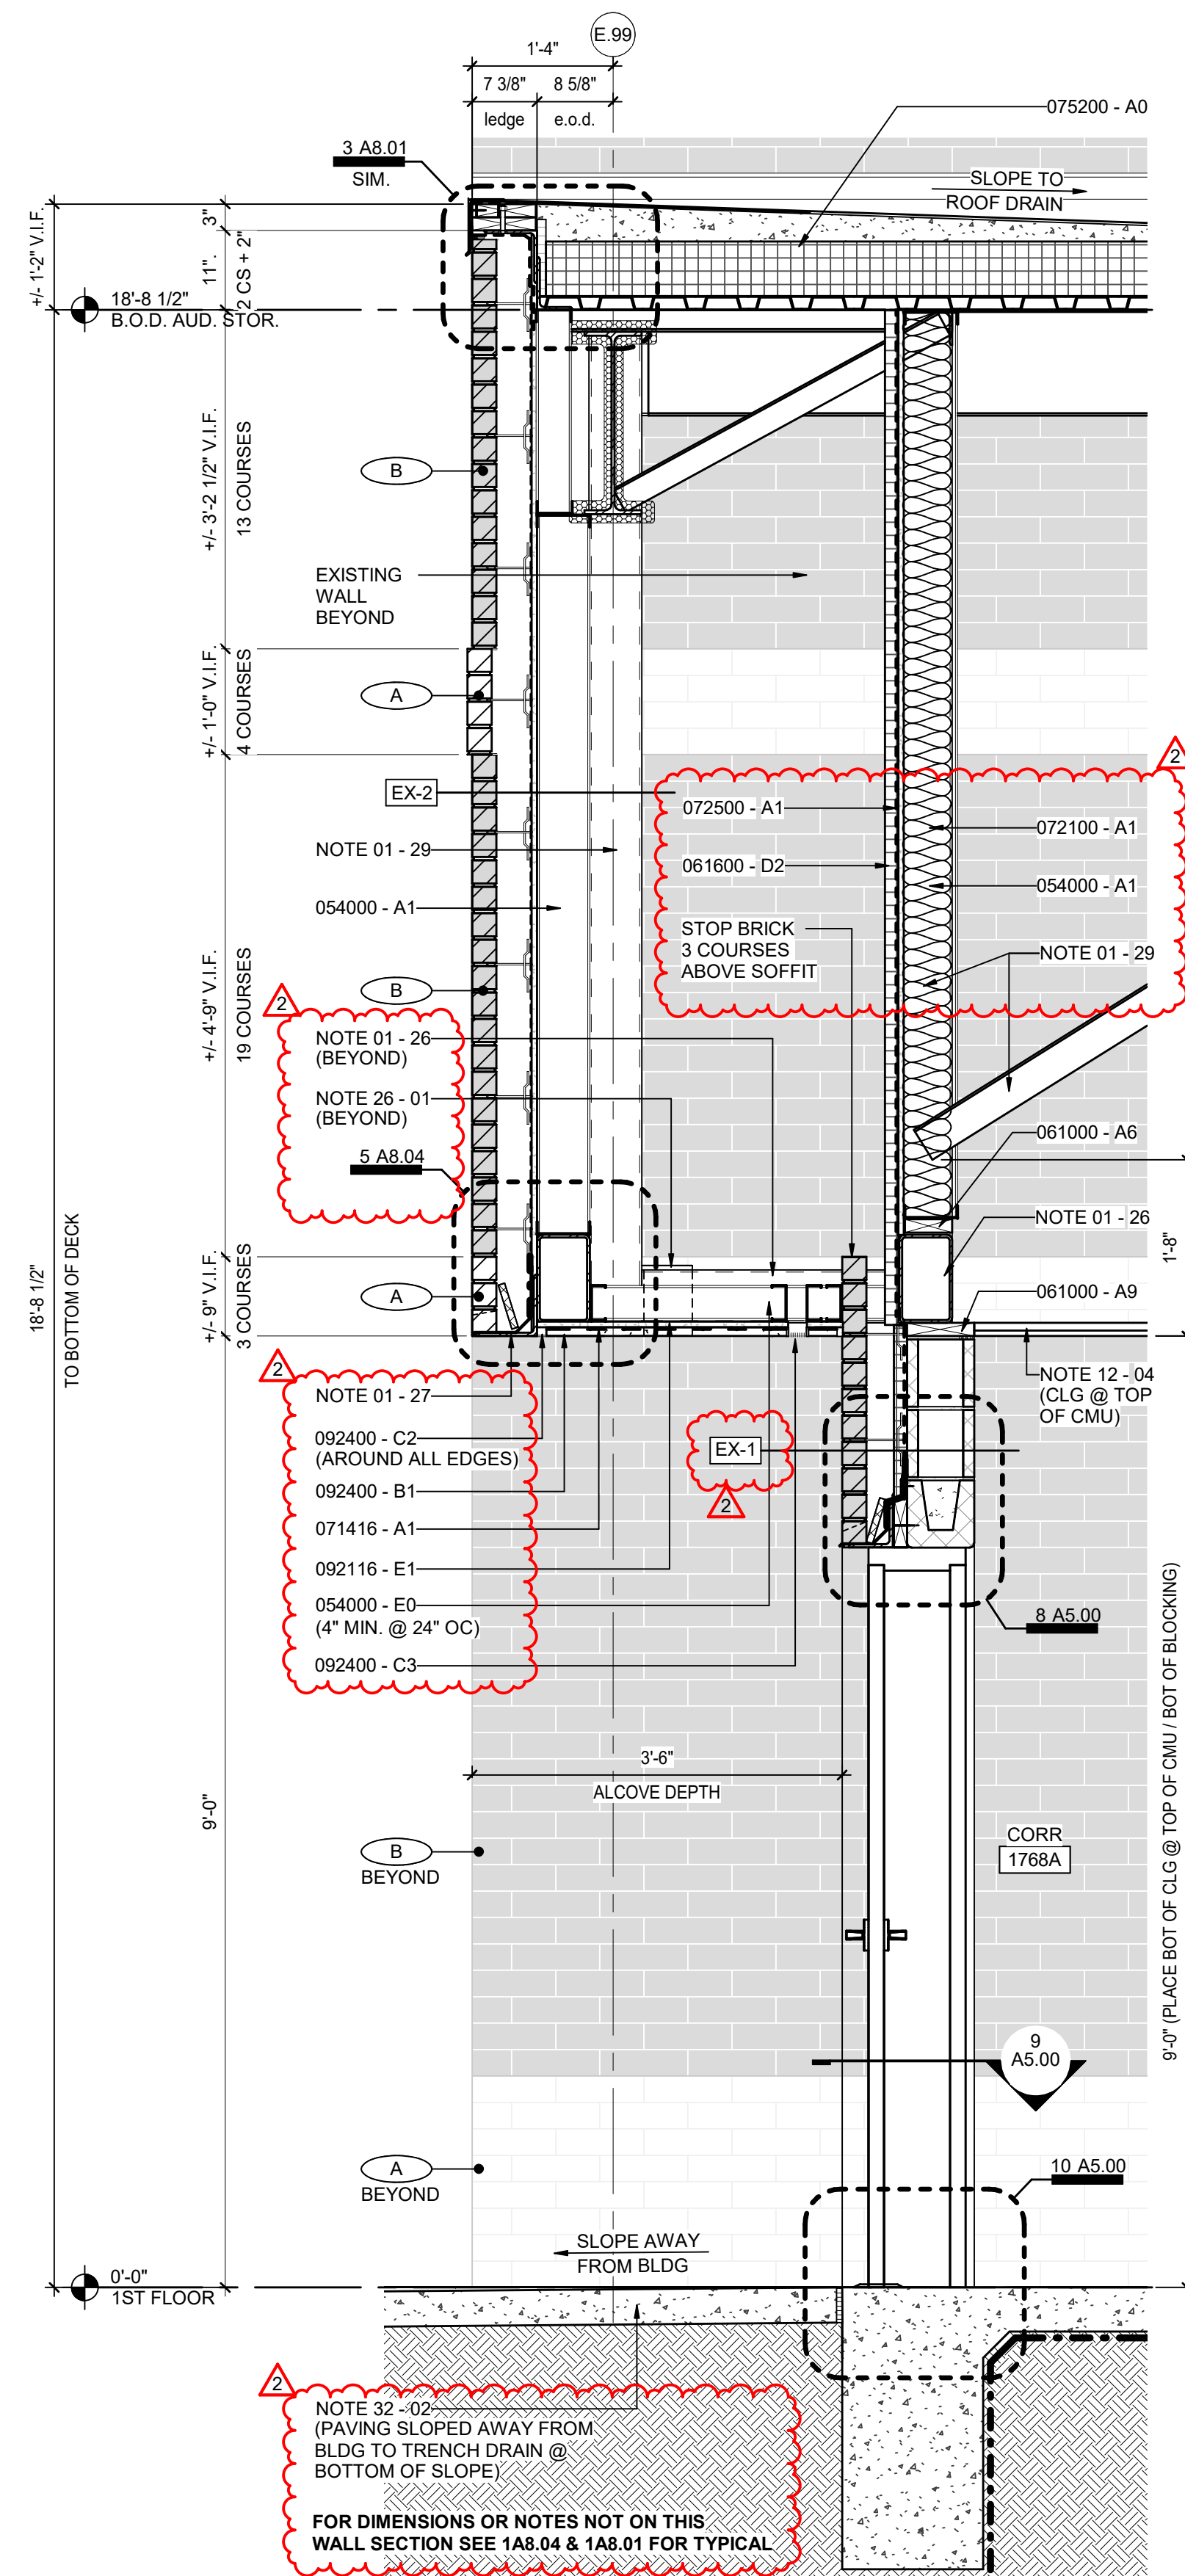 E.99
1'-4"
7 3/8"
8 5/8"
ledge
e.o.d.
075200 - A0
3 A8.01
SIM.
SLOPE TO
ROOF DRAIN
+/- 1'-2" V.I.F.
3"
11".
2 CS + 2"
18'-8 1/2"
B.O.D. AUD. STOR.
+/- 3'-2 1/2" V.I.F.
13 COURSES
B
EXISTING
WALL
BEYOND
+/- 1'-0" V.I.F.
4 COURSES
A
2
EX-2
072500 - A1
072100 - A1
NOTE 01 - 29
061600 - D2
054000 - A1
054000 - A1
STOP BRICK
3 COURSES
ABOVE SOFFIT
NOTE 01 - 29
+/- 4'-9" V.I.F.
19 COURSES
B
2
NOTE 01 - 26
(BEYOND)
NOTE 26 - 01
(BEYOND)
5 A8.04
061000 - A6
NOTE 01 - 26
1'-8"
061000 - A9
18'-8 1/2"
TO BOTTOM OF DECK
+/- 9" V.I.F.
3 COURSES
A
2
NOTE 01 - 27
092400 - C2
(AROUND ALL EDGES)
092400 - B1
071416 - A1
092116 - E1
054000 - E0
(4" MIN. @ 24" OC)
092400 - C3
NOTE 12 - 04
(CLG @ TOP
OF CMU)
EX-1
2
8 A5.00
9'-0" (PLACE BOT OF CLG @ TOP OF CMU / BOT OF BLOCKING)
3'-6"
ALCOVE DEPTH
9'-0"
B
BEYOND
CORR
1768A
9
A5.00
A
BEYOND
10 A5.00
SLOPE AWAY
FROM BLDG
0'-0"
1ST FLOOR
2
NOTE 32 - 02
(PAVING SLOPED AWAY FROM
BLDG TO TRENCH DRAIN @
BOTTOM OF SLOPE)
FOR DIMENSIONS OR NOTES NOT ON THIS
WALL SECTION SEE 1A8.04 & 1A8.01 FOR TYPICAL